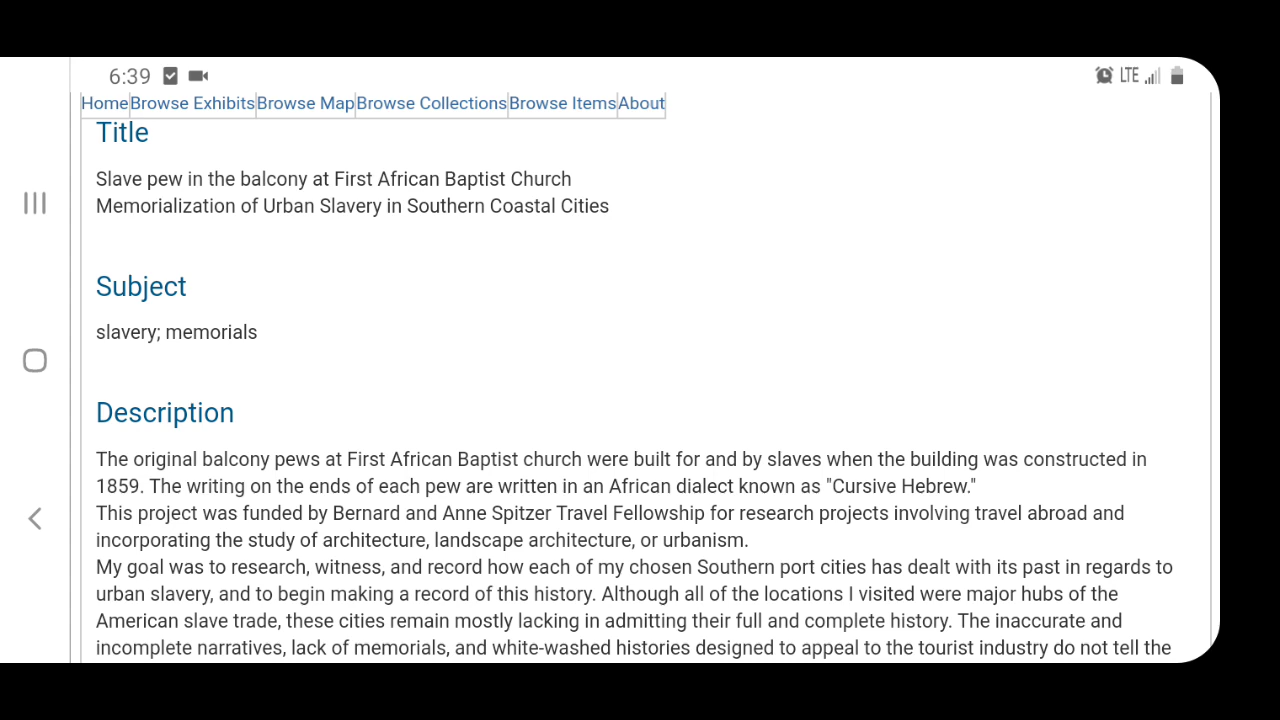 6:39 LTE
Home Browse Exhibits Browse Map Browse Collections Browse Items About
Title
Slave pew in the balcony at First African Baptist Church
Memorialization of Urban Slavery in Southern Coastal Cities
Subject
slavery; memorials
Description
The original balcony pews at First African Baptist church were built for and by slaves when the building was constructed in
1859. The writing on the ends of each pew are written in an African dialect known as "Cursive Hebrew."
This project was funded by Bernard and Anne Spitzer Travel Fellowship for research projects involving travel abroad and
incorporating the study of architecture, landscape architecture, or urbanism.
My goal was to research, witness, and record how each of my chosen Southern port cities has dealt with its past in regards to
urban slavery, and to begin making a record of this history. Although all of the locations I visited were major hubs of the
American slave trade, these cities remain mostly lacking in admitting their full and complete history. The inaccurate and
incomplete narratives, lack of memorials, and white-washed histories designed to appeal to the tourist industry do not tell the